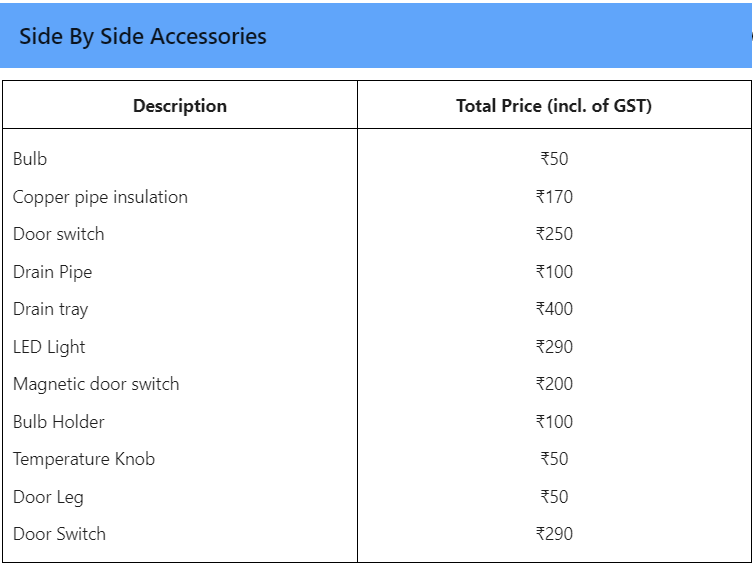 Side By Side Accessories
Description Total Price (incl. of GST)
Bulb ₹50
Copper pipe insulation ₹170
Door switch ₹250
Drain Pipe ₹100
Drain tray ₹400
LED Light ₹290
Magnetic door switch ₹200
Bulb Holder ₹100
Temperature Knob ₹50
Door Leg ₹50
Door Switch ₹290